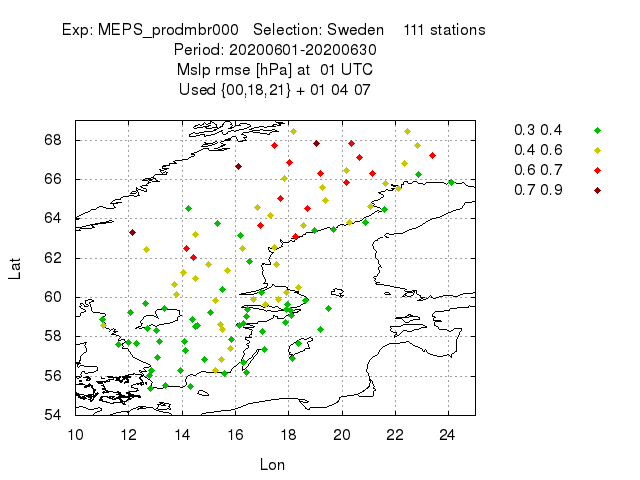 Exp: MEPS_prodmbr000   Selection: Sweden    111 stations
Period: 20200601-20200630
Mslp rmse [hPa] at  01 UTC
Used {00,18,21} + 01 04 07
0.3 0.4
0.4 0.6
0.6 0.7
0.7 0.9
68
66
64
62
60
58
56
54
Lat
10 12 14 16 18 20 22 24
Lon